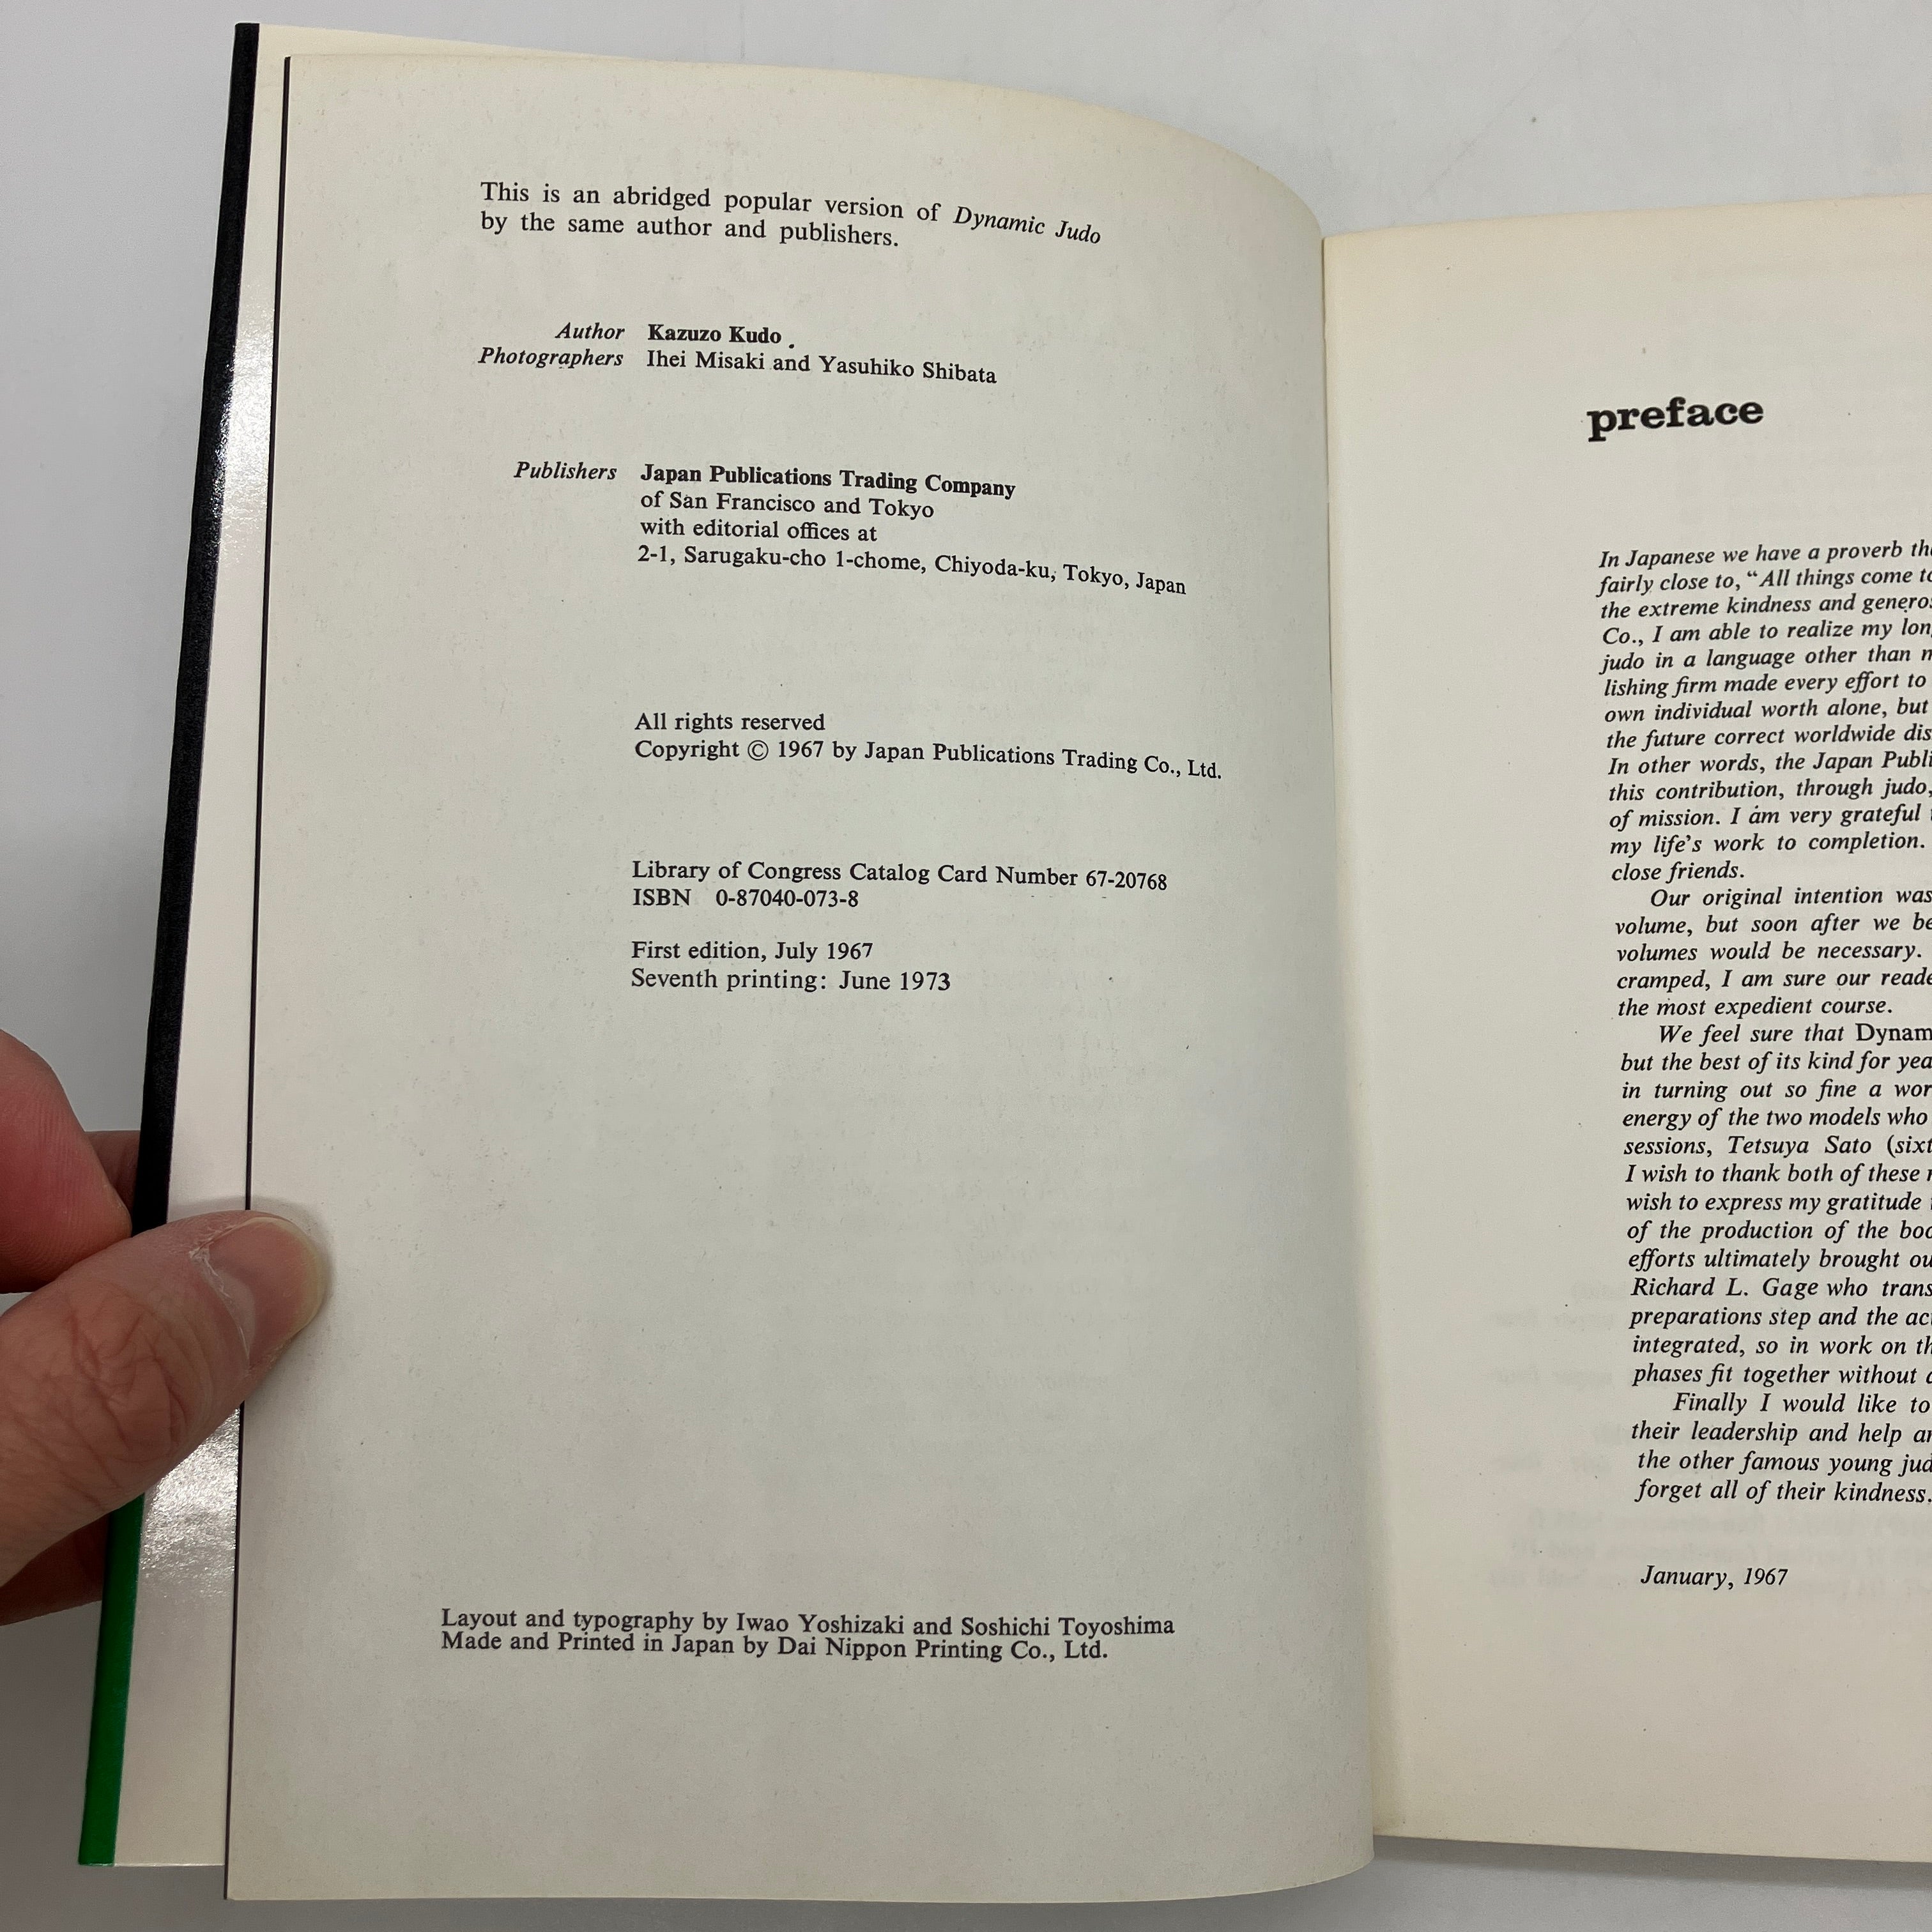 This is an abridged popular version of Dynamic Judo
by the same author and publishers.
Author Kazuzo Kudo
Photographers Ihei Misaki and Yasuhiko Shibata
Publishers Japan Publications Trading Company
of San Francisco and Tokyo
with editorial offices at
2-1, Sarugaku-cho 1-chome, Chiyoda-ku, Tokyo, Japan
All rights reserved
Copyright © 1967 by Japan Publications Trading Co., Ltd.
Library of Congress Catalog Card Number 67-20768
ISBN 0-87040-073-8
First edition, July 1967
Seventh printing: June 1973
Layout and typography by Iwao Yoshizaki and Soshichi Toyoshima
Made and Printed in Japan by Dai Nippon Printing Co., Ltd.
preface
In Japanese we have a proverb
fairly close to, “All things come
the extreme kindness and
Co., I am able to realize my
judo in a language other than
lishing firm made every effort to
own individual worth alone, but
the future correct worldwide
In other words, the Japan
this contribution, through judo,
of mission. I am very grateful
my life’s work to completion.
close friends.
Our original intention was
volume, but soon after we
volumes would be necessary.
cramped, I am sure our
the most expedient course.
We feel sure that
but the best of its kind for
in turning out so fine a
energy of the two models who
sessions, Tetsuya Sato
I wish to thank both of these
wish to express my gratitude
of the production of the
efforts ultimately brought
Richard L. Gage who
preparations step and the
integrated, so in work on
phases fit together without
Finally I would like to
their leadership and help
the other famous young
forget all of their kindness.
January, 1967